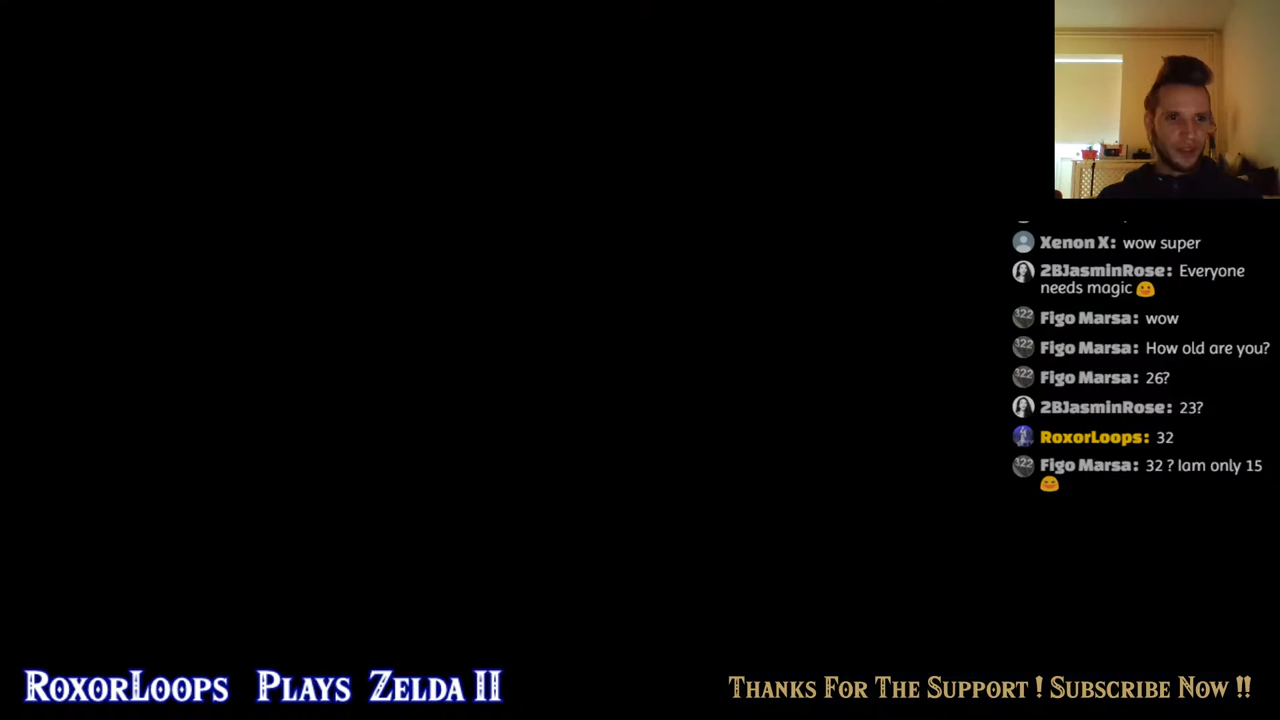 Xenon X: wow super
2BJasminRose: Everyone
needs magic
Figo Marsa: wow
Figo Marsa: How old are you?
Figo Marsa: 26?
2BJasminRose: 23?
RoxorLoops: 32
Figo Marsa: 32 ? Iam only 15
RoxorLoops Plays Zelda II
Thanks For The Support ! Subscribe Now !!